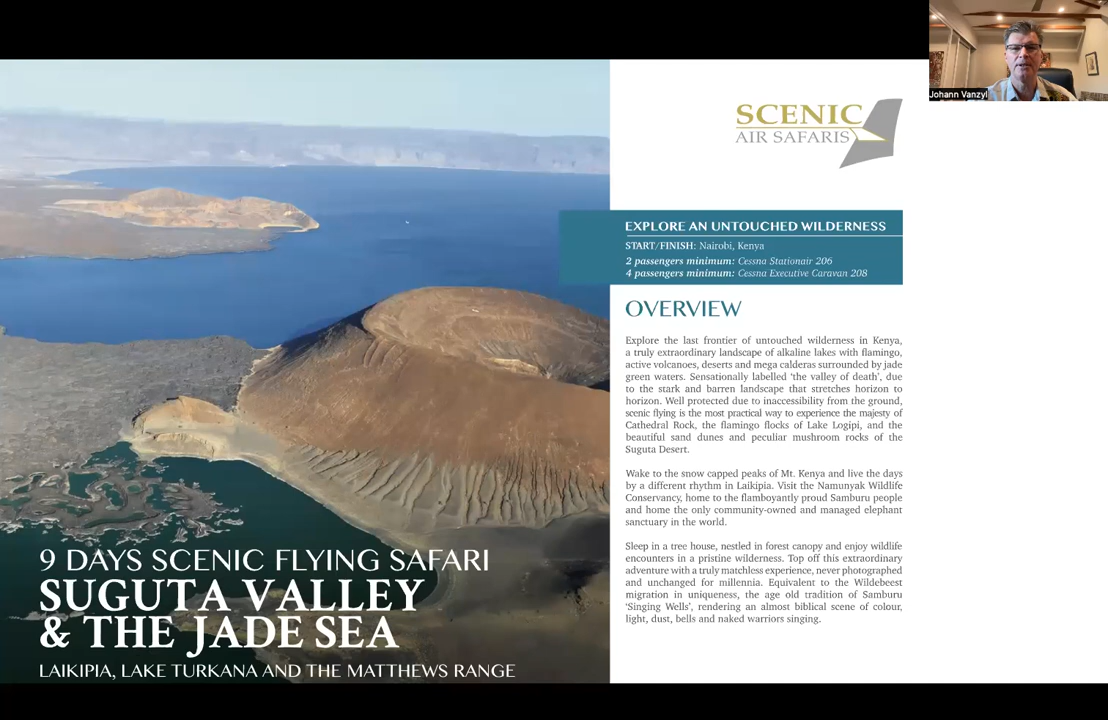 Johann Vanzyl
SCENIC
AIR SAFARIS
EXPLORE AN UNTOUCHED WILDERNESS
START/FINISH: Nairobi, Kenya
2 passengers minimum: Cessna Stationair 206
4 passengers minimum: Cessna Executive Caravan 208
OVERVIEW
Explore the last frontier of untouched wilderness in Kenya,
a truly extraordinary landscape of alkaline lakes with flamingo,
active volcanoes, deserts and mega calderas surrounded by jade
green waters. Sensationally labelled ‘the valley of death’, due
to the stark and barren landscape that stretches horizon to
horizon. Well protected due to inaccessibility from the ground,
scenic flying is the most practical way to experience the majesty of
Cathedral Rock, the flamingo flocks of Lake Logipi, and the
beautiful sand dunes and peculiar mushroom rocks of the
Suguta Desert.
Wake to the snow capped peaks of Mt. Kenya and live the days
by a different rhythm in Laikipia. Visit the Namunyak Wildlife
Conservancy, home to the flamboyantly proud Samburu people
and home the only community-owned and managed elephant
sanctuary in the world.
Sleep in a tree house, nestled in forest canopy and enjoy wildlife
encounters in a pristine wilderness. Top off this extraordinary
adventure with a truly matchless experience, never photographed
and unchanged for millennia. Equivalent to the Wildebeest
migration in uniqueness, the age old tradition of Samburu
‘Singing Wells’, rendering an almost biblical scene of colour,
light, dust, bells and naked warriors singing.
9 DAYS SCENIC FLYING SAFARI
SUGUTA VALLEY
& THE JADE SEA
LAIKIPIA, LAKE TURKANA AND THE MATTHEWS RANGE